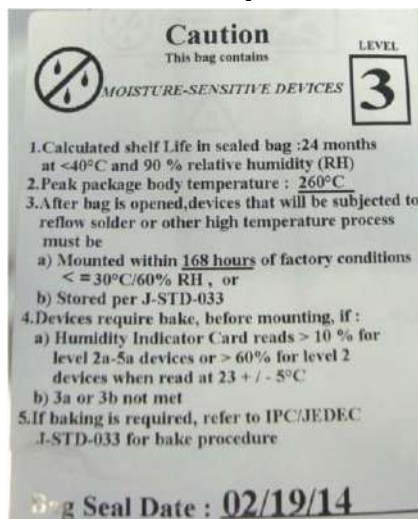 Caution
This bag contains
LEVEL
3
MOISTURE-SENSITIVE DEVICES
1.Calculated shelf Life in sealed bag :24 months
at <40°C and 90 % relative humidity (RH)
2.Peak package body temperature : 260°C
3.After bag is opened,devices that will be subjected to
reflow solder or other high temperature process
must be
a) Mounted within 168 hours of factory conditions
< =30°C/60% RH , or
b) Stored per J-STD-033
4.Devices require bake, before mounting, if :
a) Humidity Indicator Card reads > 10 % for
level 2a-5a devices or > 60% for level 2
devices when read at 23 + / - 5°C
b) 3a or 3b not met
5.If baking is required, refer to IPC/JEDEC
J-STD-033 for bake procedure
Bag Seal Date : 02/19/14